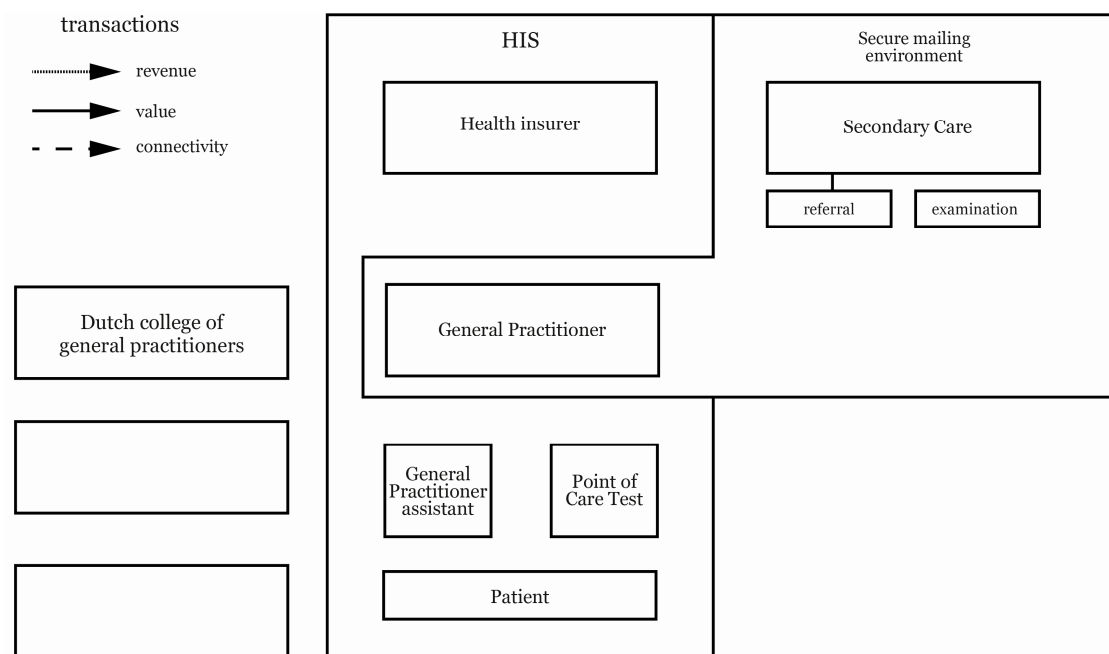 transactions
revenue
value
connectivity
HIS
Health insurer
Secure mailing
environment
Secondary Care
referral
examination
Dutch college of
general practitioners
General Practitioner
General
Practitioner
assistant
Point of
Care Test
Patient